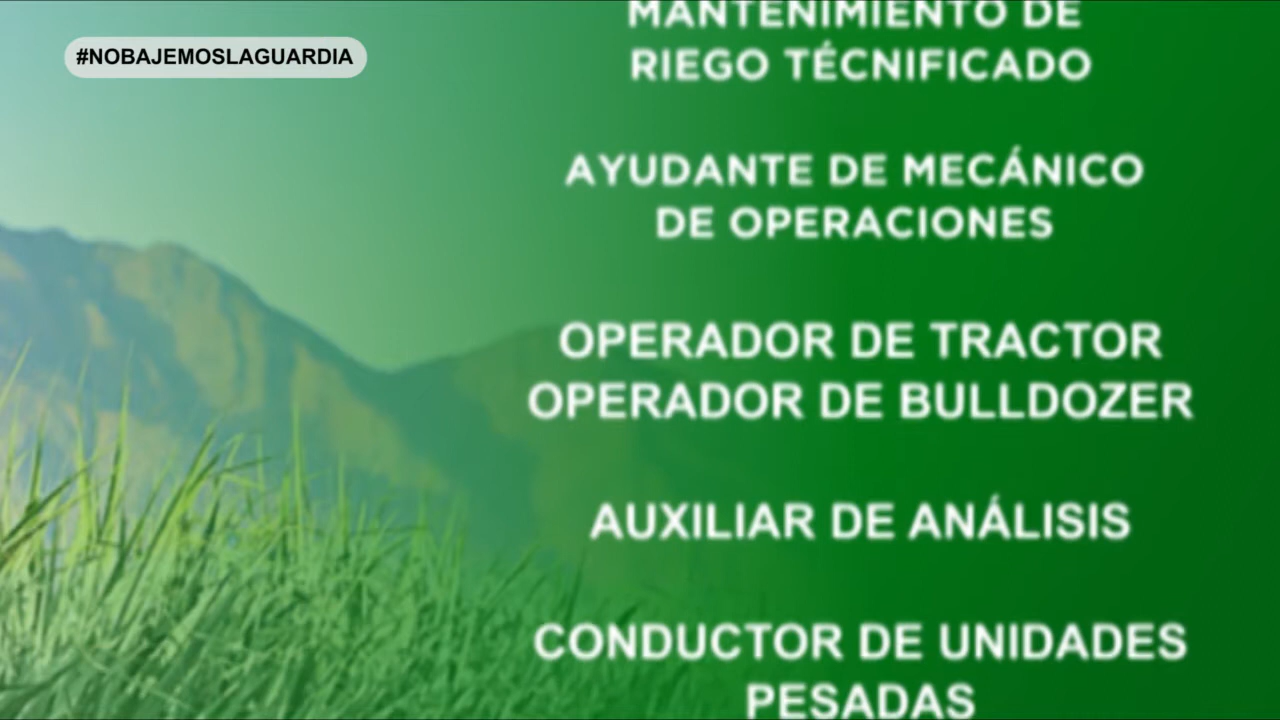 #NOBAJEMOSLAGUARDIA
MANTENIMIENTO DE
RIEGO TÉCNIFICADO
AYUDANTE DE MECÁNICO
DE OPERACIONES
OPERADOR DE TRACTOR
OPERADOR DE BULLDOZER
AUXILIAR DE ANÁLISIS
CONDUCTOR DE UNIDADES
PESADAS